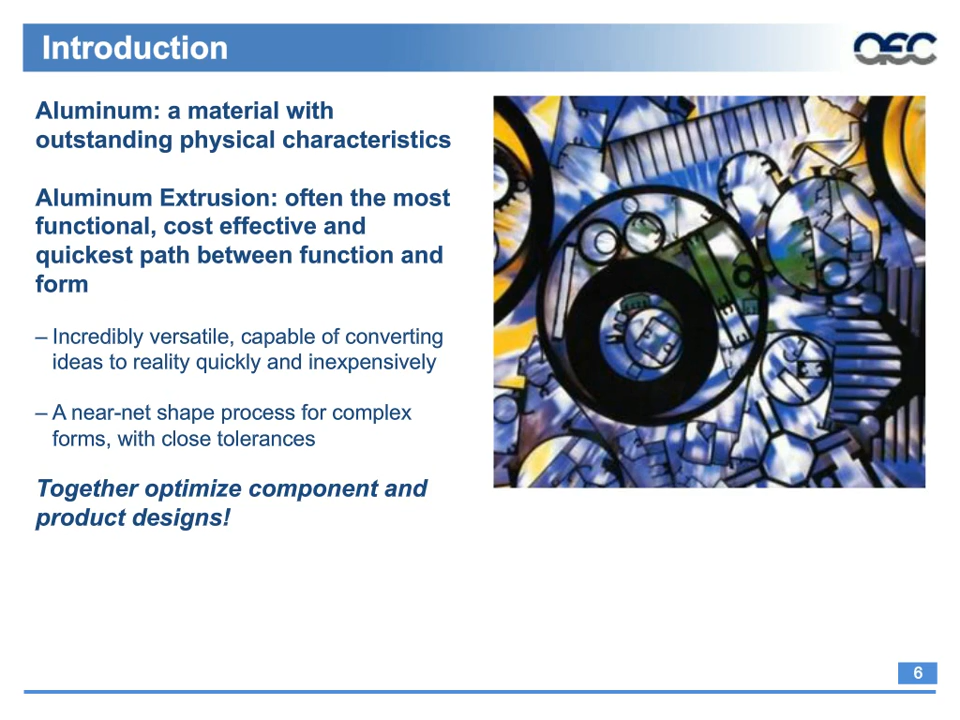 Introduction
AEC
Aluminum: a material with
outstanding physical characteristics
Aluminum Extrusion: often the most
functional, cost effective and
quickest path between function and
form
– Incredibly versatile, capable of converting
ideas to reality quickly and inexpensively
– A near-net shape process for complex
forms, with close tolerances
Together optimize component and
product designs!
6